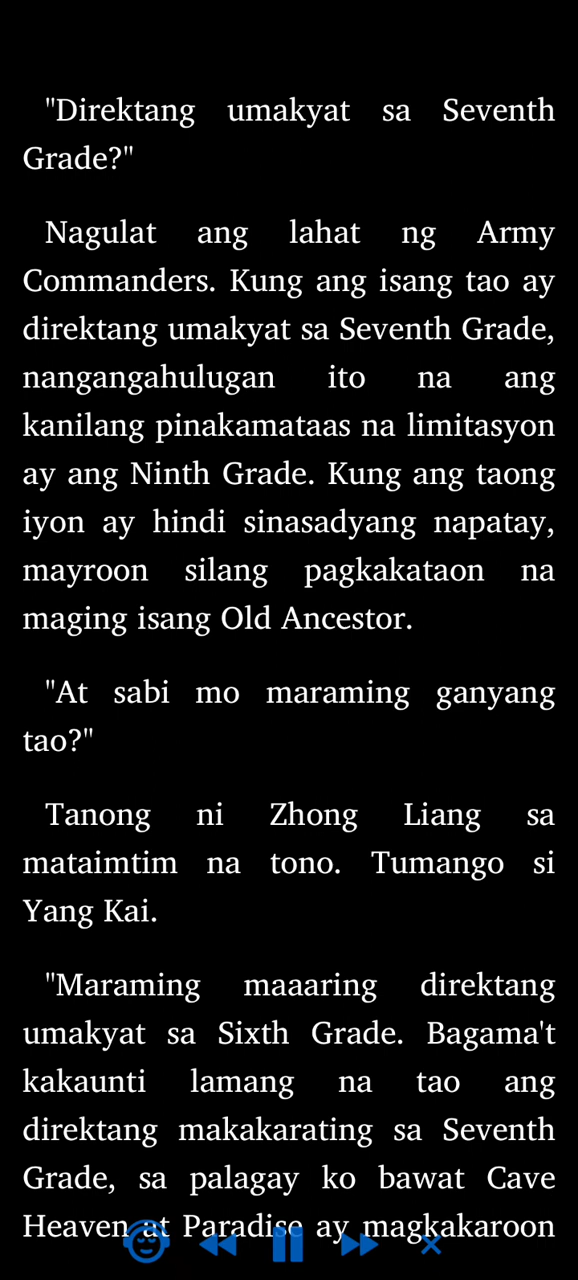 "Direktang umakyat sa Seventh
Grade?"
Nagulat ang lahat ng Army
Commanders. Kung ang isang tao ay
direktang umakyat sa Seventh Grade,
nangangahulugan ito na ang
kanilang pinakamataas na limitasyon
ay ang Ninth Grade. Kung ang taong
iyon ay hindi sinasadyang napatay,
mayroon silang pagkakataon na
maging isang Old Ancestor.
"At sabi mo maraming ganyang
tao?"
Tanong ni Zhong Liang sa
mataimtim na tono. Tumango si
Yang Kai.
"Maraming maaaring direktang
umakyat sa Sixth Grade. Bagama't
kakaunti lamang na tao ang
direktang makakarating sa Seventh
Grade, sa palagay ko bawat Cave
Heaven at Paradise ay magkakaroon